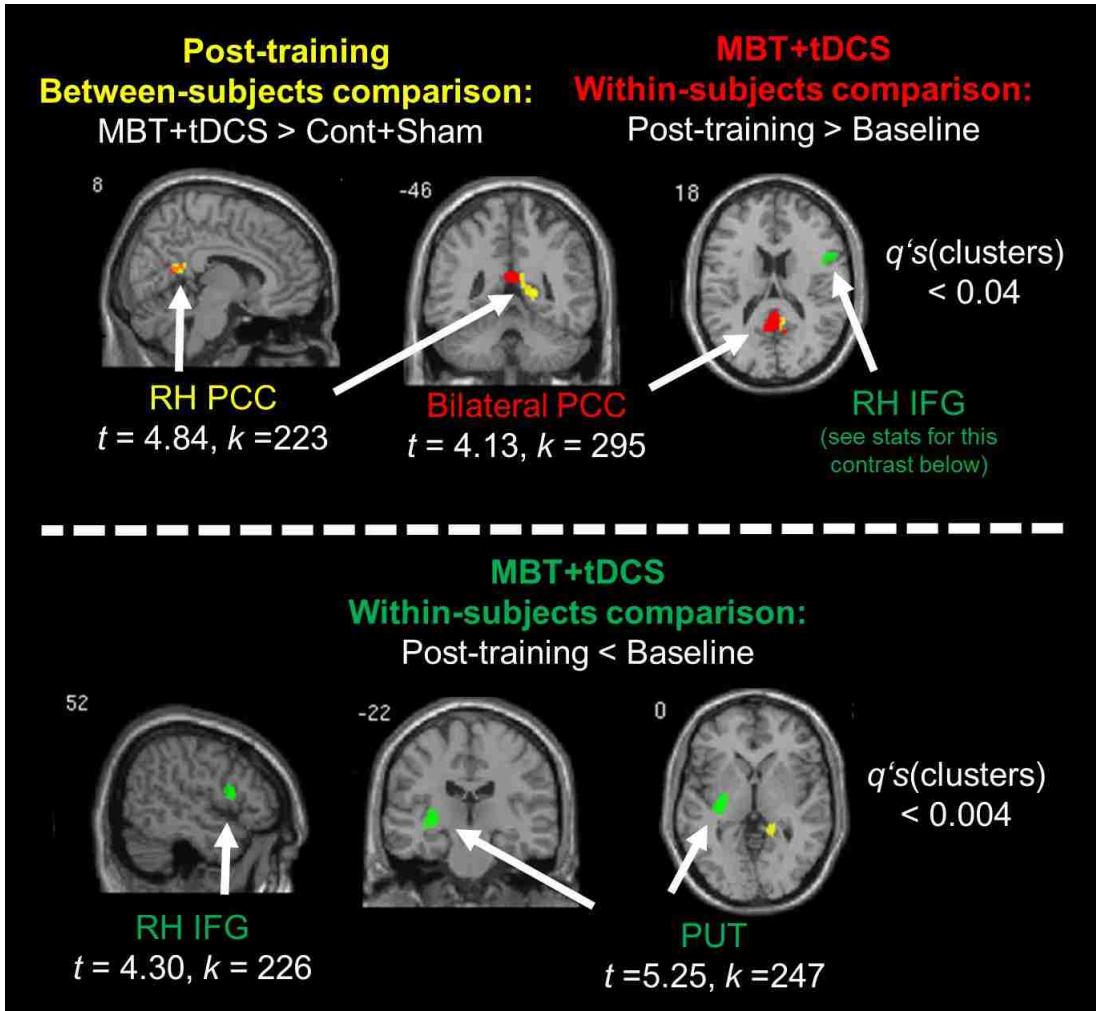 Post-training
Between-subjects comparison:
MBT+tDCS > Cont+Sham
MBT+tDCS
Within-subjects comparison:
Post-training > Baseline
8
-46
18
q's(clusters)
< 0.04
RH PCC
t = 4.84, k =223
Bilateral PCC
t = 4.13, k = 295
RH IFG
(see stats for this
contrast below)
MBT+tDCS
Within-subjects comparison:
Post-training < Baseline
52
-22
0
q's(clusters)
< 0.004
RH IFG
t = 4.30, k = 226
PUT
t =5.25, k =247